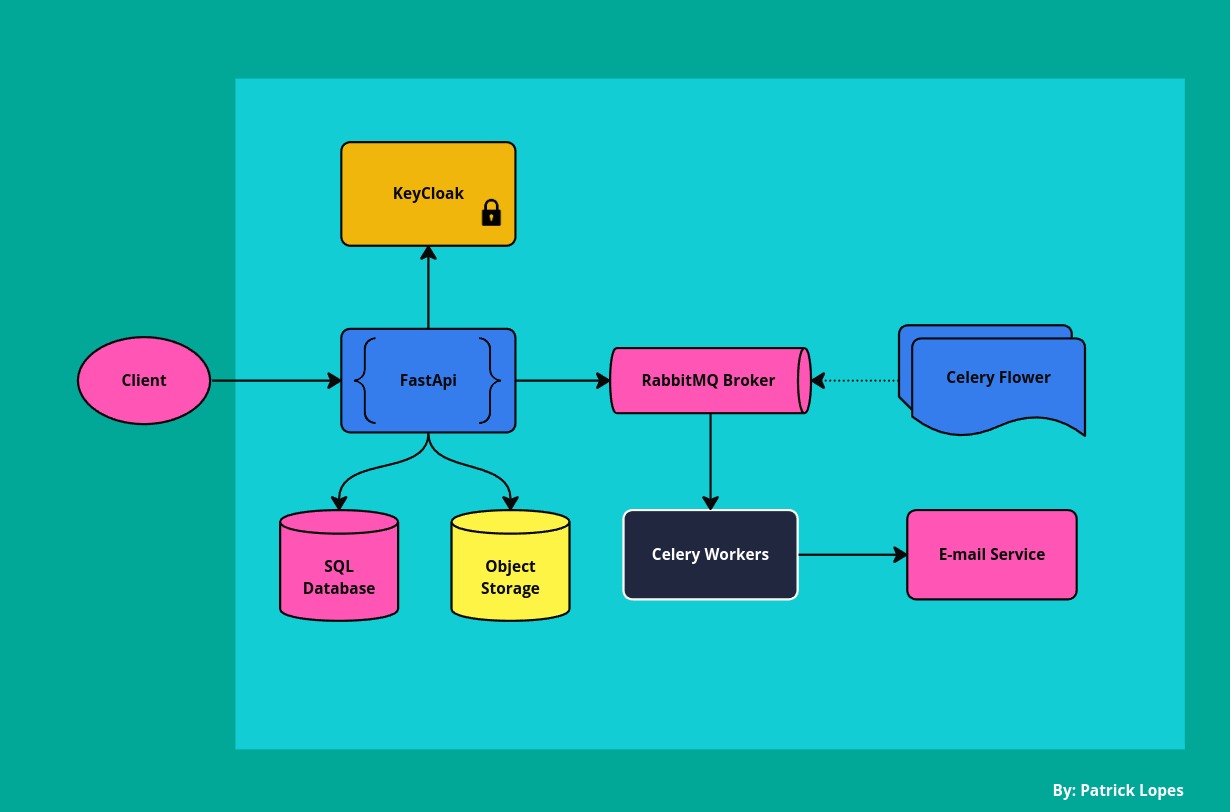 KeyCloak
Client
FastApi
RabbitMQ Broker
Celery Flower
SQL
Database
Object
Storage
Celery Workers
E-mail Service
By: Patrick Lopes